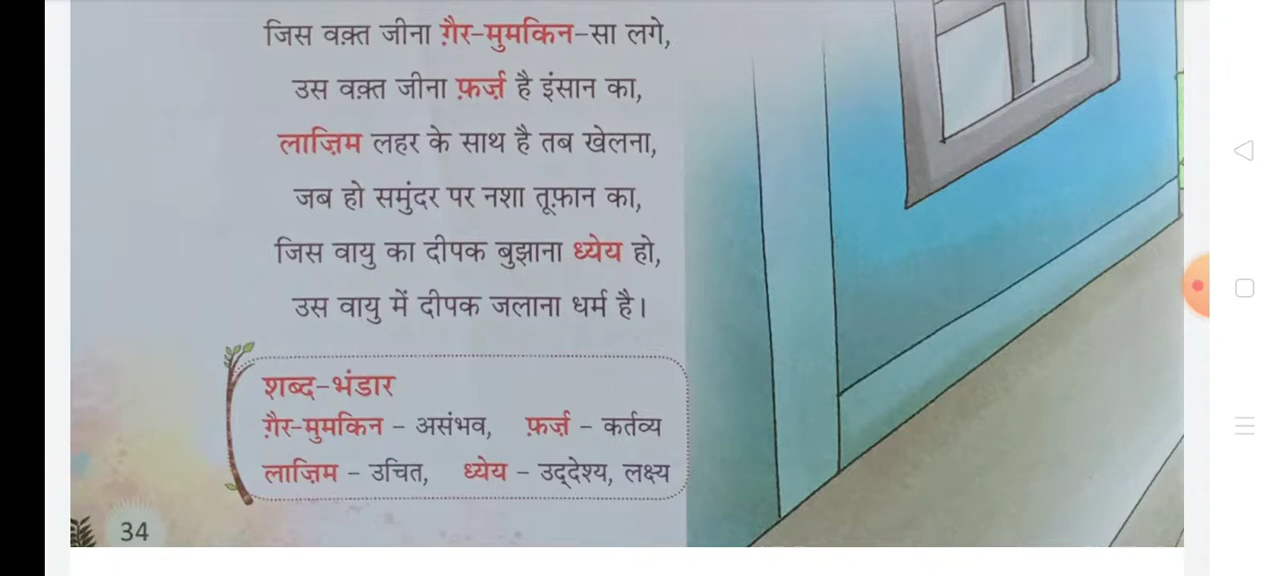 जिस वक़्त जीना ग़ैर-मुमकिन-सा लगे,
उस वक़्त जीना फ़र्ज़ है इंसान का,
लाज़िम लहर के साथ है तब खेलना,
जब हो समुंदर पर नशा तूफ़ान का,
जिस वायु का दीपक बुझाना ध्येय हो,
उस वायु में दीपक जलाना धर्म है।
शब्द-भंडार
ग़ैर-मुमकिन – असंभव, फ़र्ज़ – कर्तव्य
लाज़िम – उचित, ध्येय – उद्देश्य, लक्ष्य
34